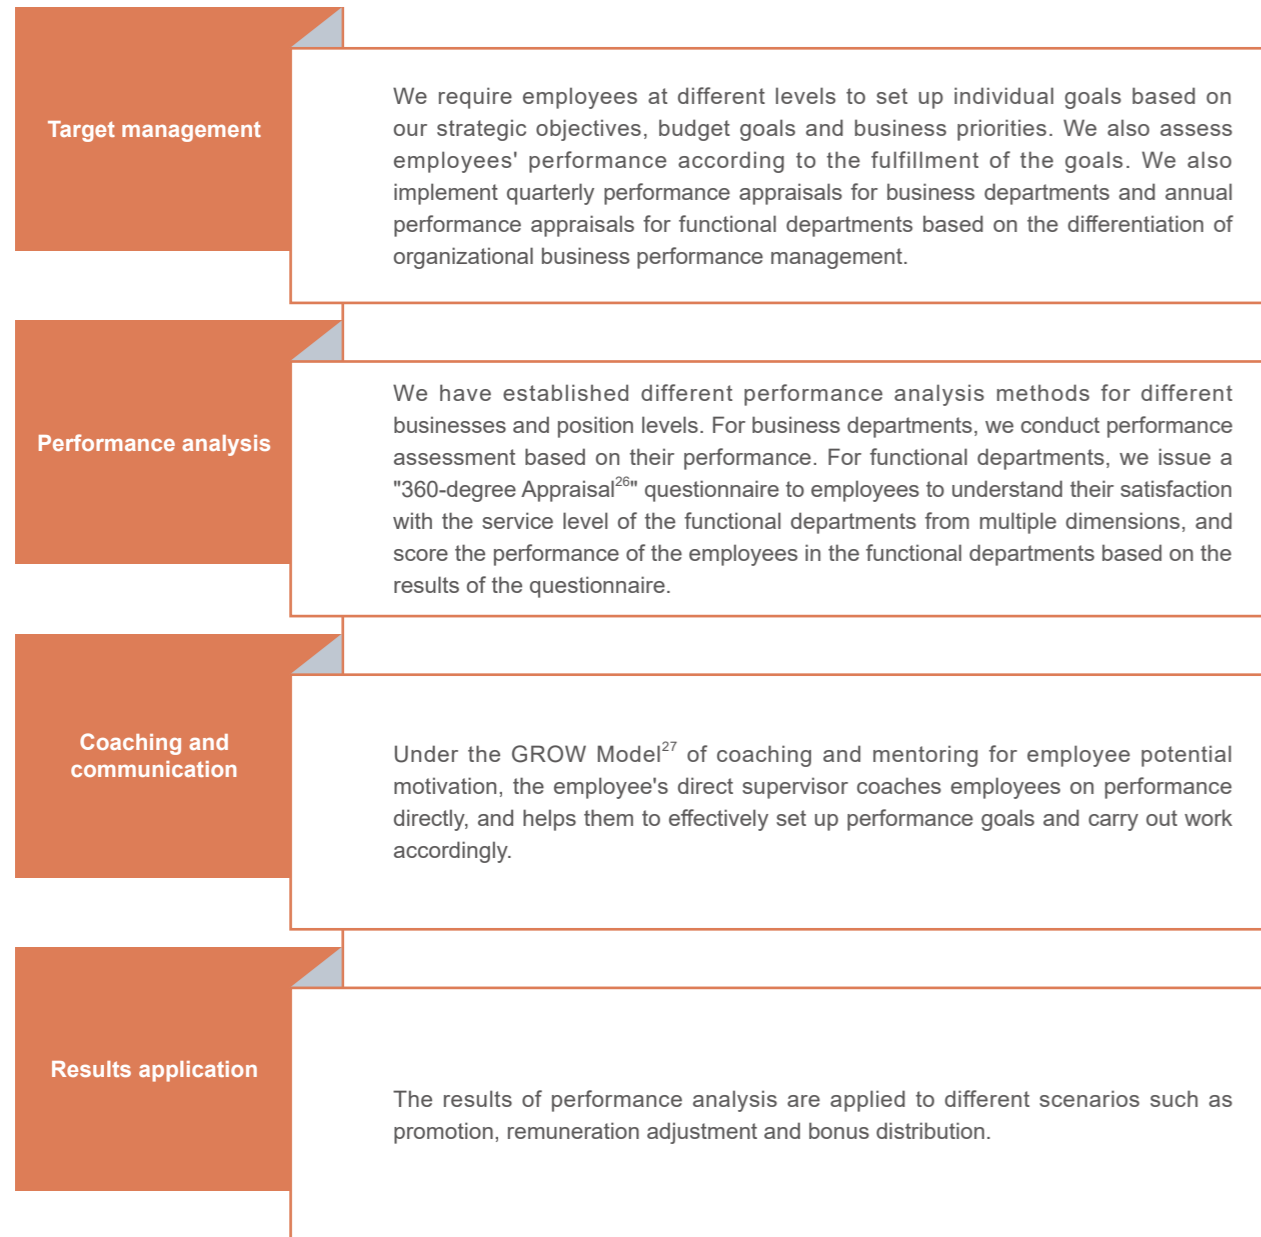 Target management
We require employees at different levels to set up individual goals based on
our strategic objectives, budget goals and business priorities. We also assess
employees' performance according to the fulfillment of the goals. We also
implement quarterly performance appraisals for business departments and annual
performance appraisals for functional departments based on the differentiation of
organizational business performance management.
Performance analysis
We have established different performance analysis methods for different
businesses and position levels. For business departments, we conduct performance
assessment based on their performance. For functional departments, we issue a
"360-degree Appraisal26" questionnaire to employees to understand their satisfaction
with the service level of the functional departments from multiple dimensions, and
score the performance of the employees in the functional departments based on the
results of the questionnaire.
Coaching and
communication
Under the GROW Model27 of coaching and mentoring for employee potential
motivation, the employee's direct supervisor coaches employees on performance
directly, and helps them to effectively set up performance goals and carry out work
accordingly.
Results application
The results of performance analysis are applied to different scenarios such as
promotion, remuneration adjustment and bonus distribution.